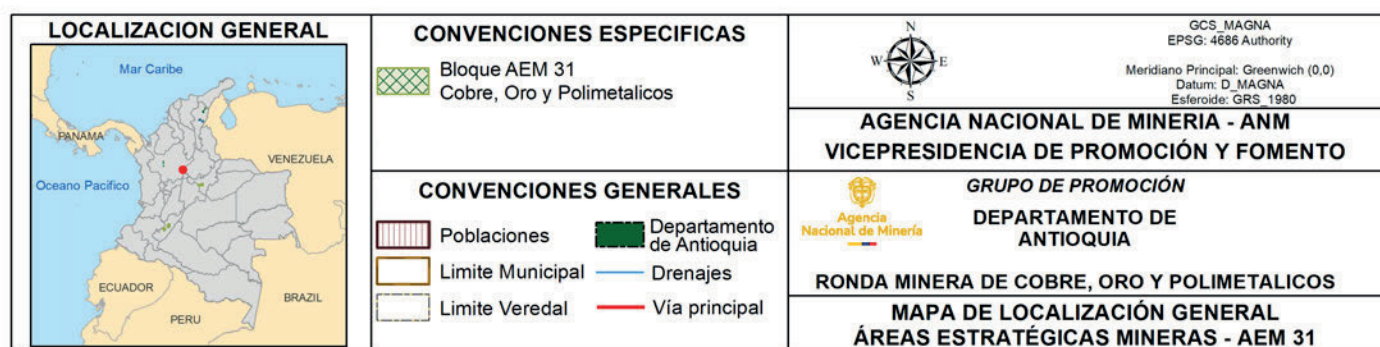 LOCALIZACION GENERAL
Mar Caribe
PANAMA
VENEZUELA
Oceano Pacifico
ECUADOR
BRAZIL
PERU
CONVENCIONES ESPECIFICAS
Bloque AEM 31
Cobre, Oro y Polimetalicos
CONVENCIONES GENERALES
Poblaciones
Limite Municipal
Limite Veredal
Departamento
de Antioquia
Drenajes
Vía principal
N
W
E
S
GCS_MAGNA
EPSG: 4686 Authority
Meridiano Principal: Greenwich (0,0)
Datum: D_MAGNA
Esferoide: GRS_1980
AGENCIA NACIONAL DE MINERIA - ANM
VICEPRESIDENCIA DE PROMOCIÓN Y FOMENTO
Agencia
Nacional de Minería
GRUPO DE PROMOCIÓN
DEPARTAMENTO DE
ANTIOQUIA
RONDA MINERA DE COBRE, ORO Y POLIMETALICOS
MAPA DE LOCALIZACIÓN GENERAL
ÁREAS ESTRATÉGICAS MINERAS - AEM 31